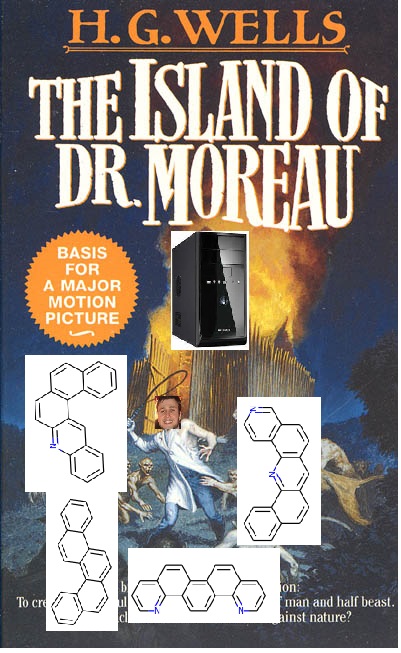 H.G. WELLS
THE ISLAND OF
DR. MOREAU
BASIS
FOR
A MAJOR
MOTION
PICTURE
N
N
N
N N
To man and half beast.
nature?